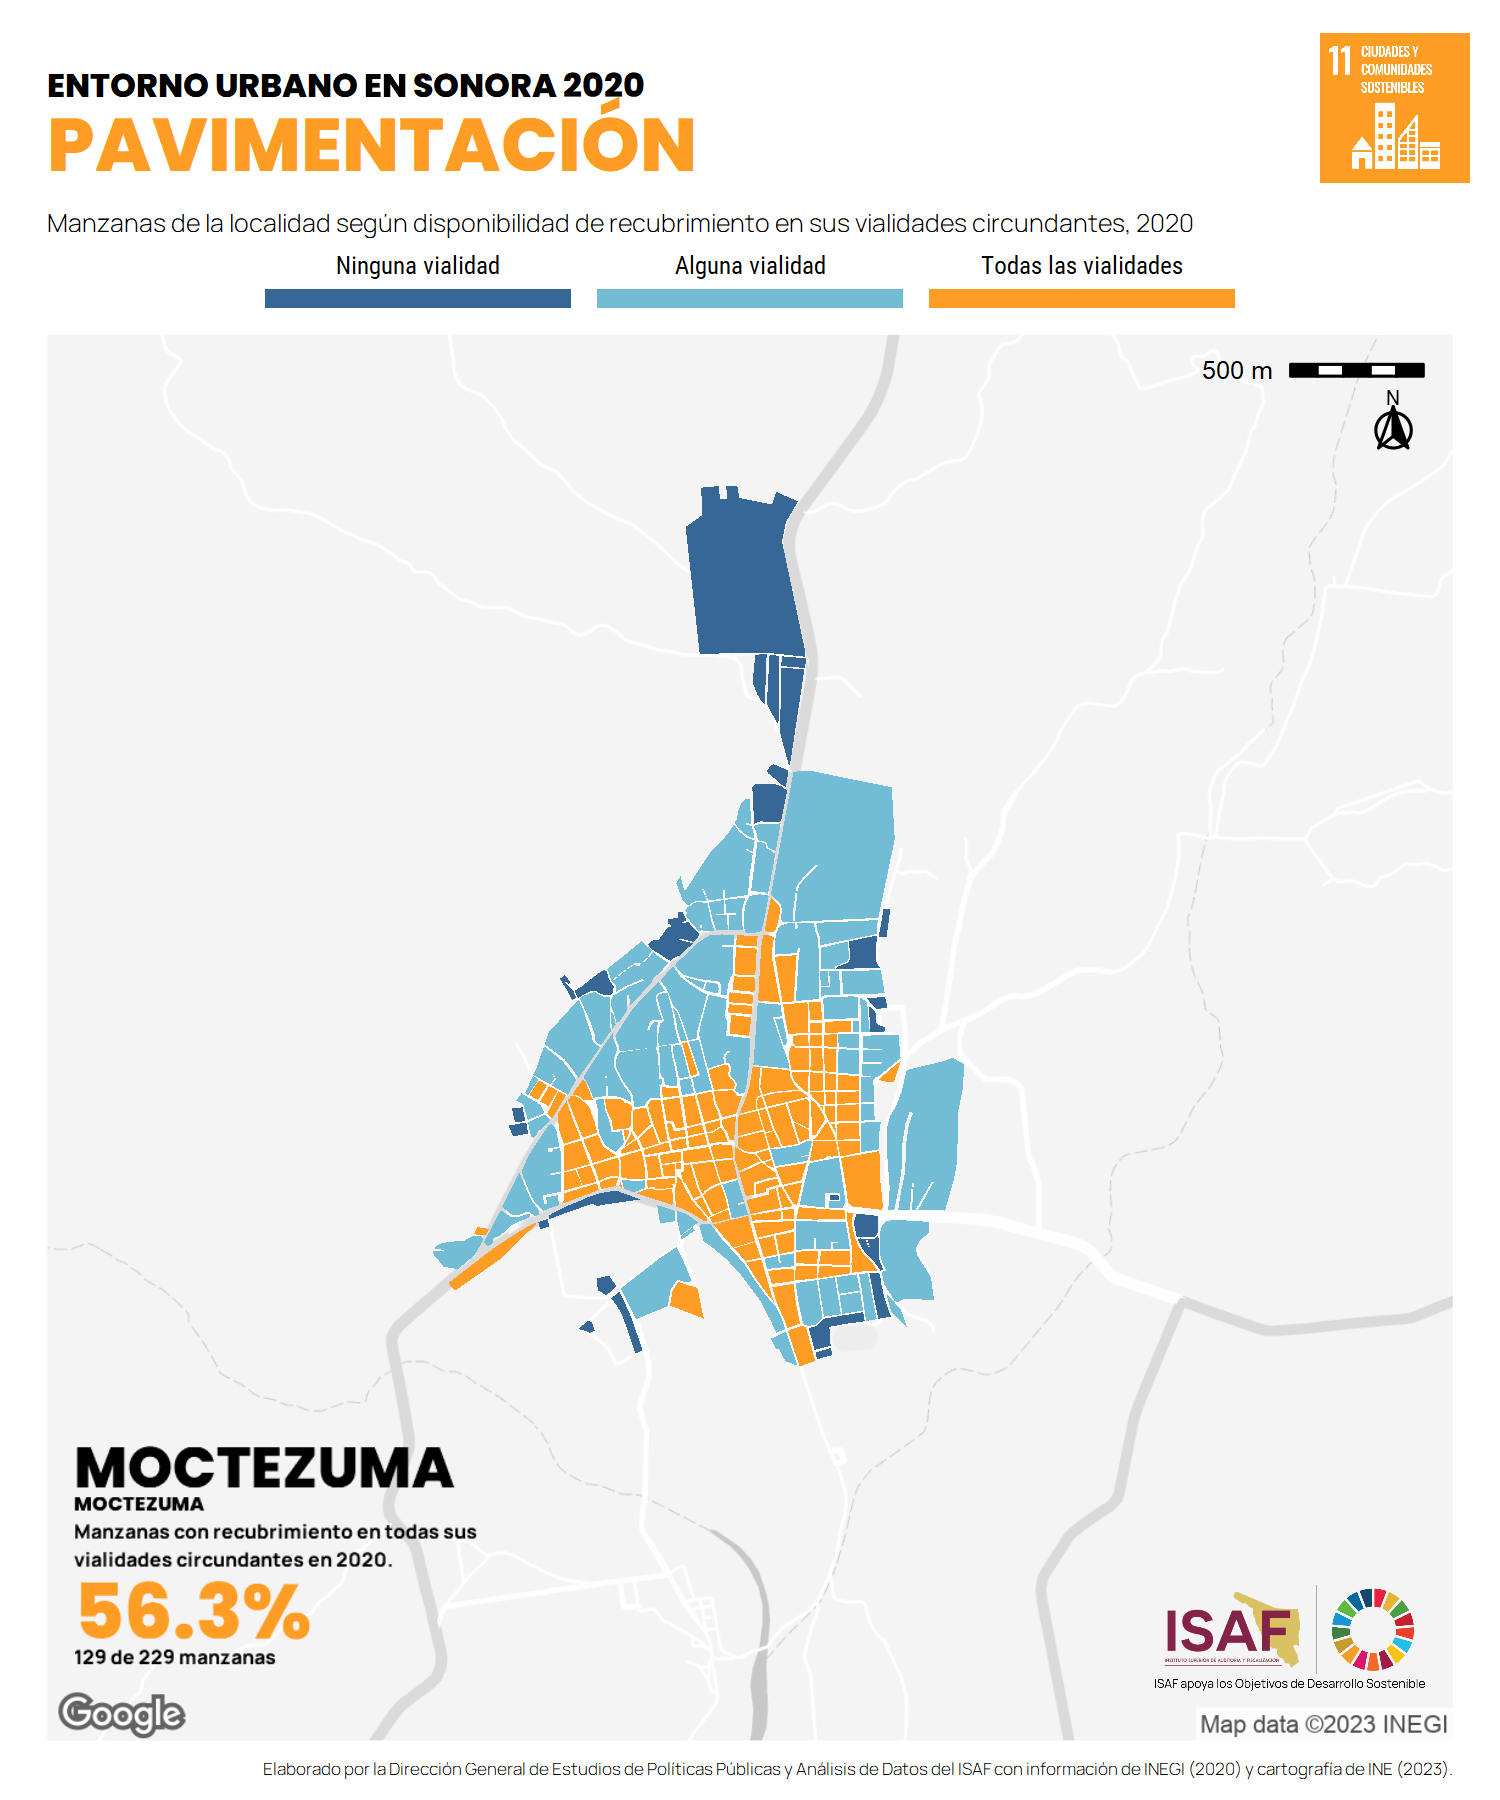 ENTORNO URBANO EN SONORA 2020
PAVIMENTACIÓN
11 CIUDADES Y
COMUNIDADES
SOSTENIBLES
Manzanas de la localidad según disponibilidad de recubrimiento en sus vialidades circundantes, 2020
Ninguna vialidad
Alguna vialidad
Todas las vialidades
500 m
N
MOCTEZUMA
MOCTEZUMA
Manzanas con recubrimiento en todas sus
vialidades circundantes en 2020.
56.3%
129 de 229 manzanas
Google
ISAF
INSTITUTO SUPERIOR DE AUDITORÍA Y FISCALIZACIÓN
ISAF apoya los Objetivos de Desarrollo Sostenible
Map data ©2023 INEGI
Elaborado por la Dirección General de Estudios de Políticas Públicas y Análisis de Datos del ISAF con información de INEGI (2020) y cartografía de INE (2023).